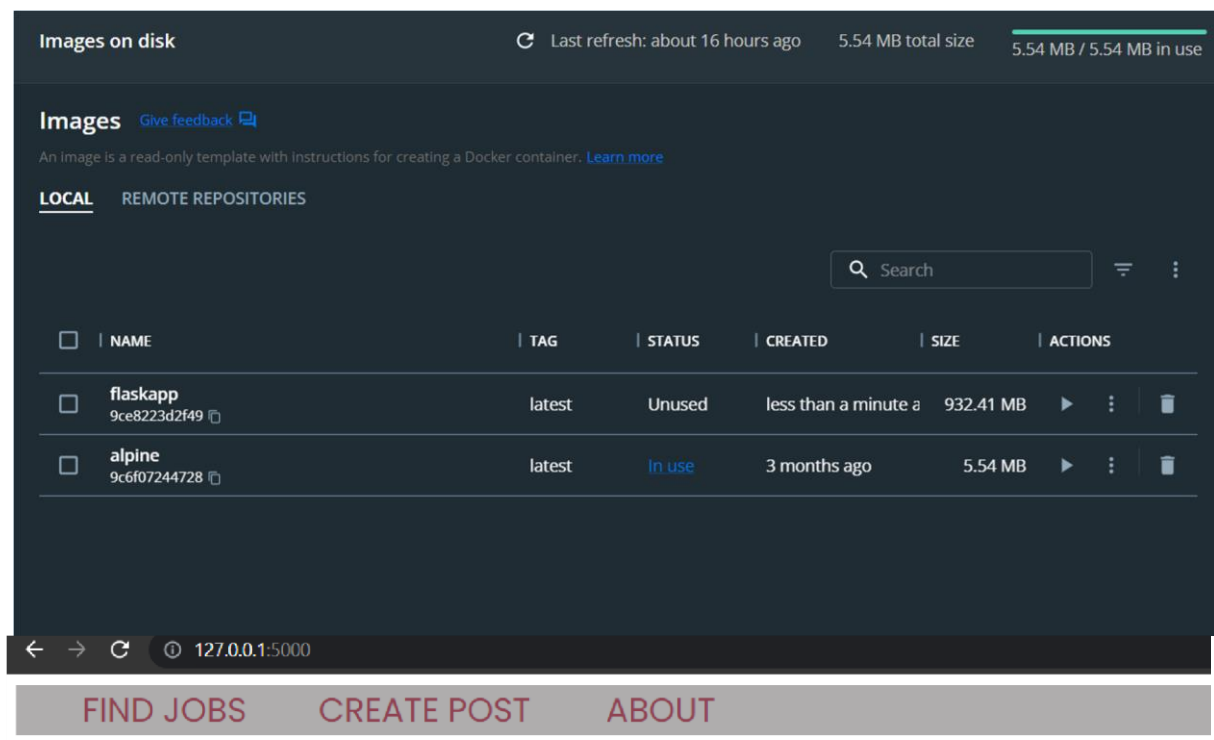 Images on disk Last refresh: about 16 hours ago 5.54 MB total size 5.54 MB / 5.54 MB in use
Images Give feedback
An image is a read-only template with instructions for creating a Docker container. Learn more
LOCAL REMOTE REPOSITORIES
Search
NAME TAG STATUS CREATED SIZE ACTIONS
flaskapp latest Unused less than a minute a 932.41 MB
9ce8223d2f49
alpine latest In use 3 months ago 5.54 MB
9c6f07244728
127.0.0.1:5000
FIND JOBS CREATE POST ABOUT